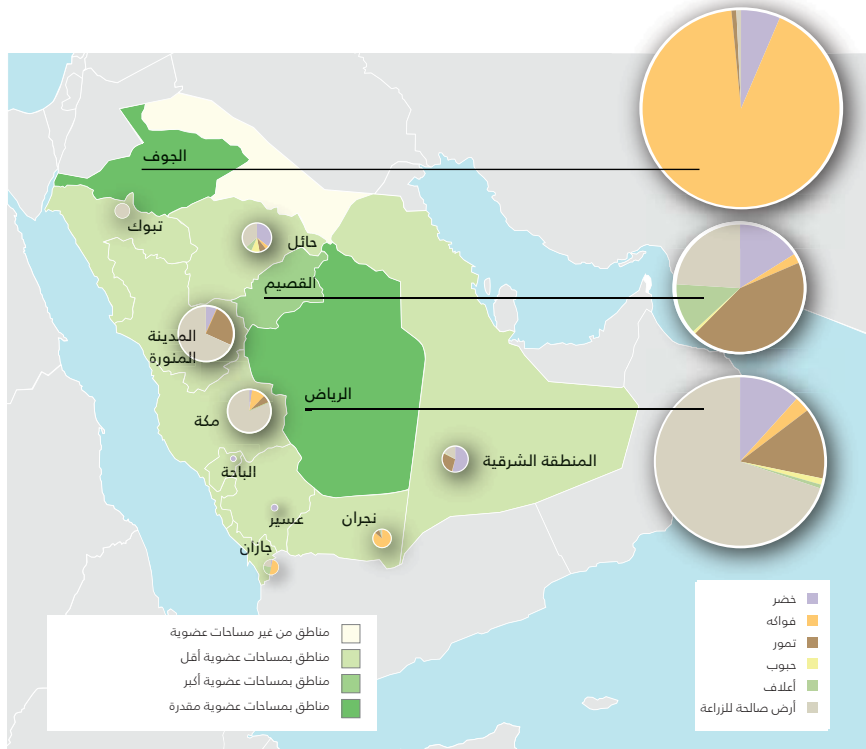 الجوف
تبوك
حائل
القصيم
المدينة
المنورة
الرياض
مكة
المنطقة الشرقية
الباحة
عسير
نجران
جازان
خضر
فواكه
تمور
حبوب
أعلاف
أرض صالحة للزراعة
مناطق من غير مساحات عضوية
مناطق بمساحات عضوية أقل
مناطق بمساحات عضوية أكبر
مناطق بمساحات عضوية مقدرة